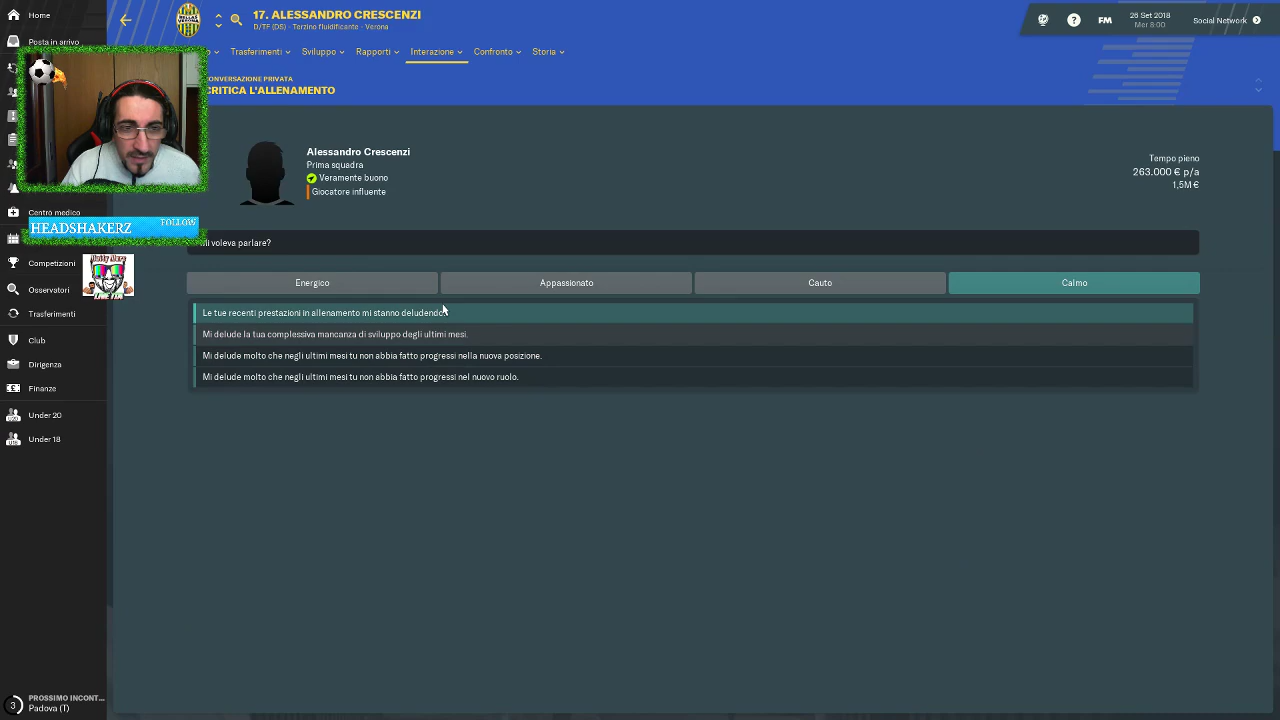 Home
Posta in arrivo
Centro medico
Competizioni
Osservatori
Trasferimenti
Club
Dirigenza
Finanze
Under 20
Under 18
3
PROSSIMO INCONT...
Padova (T)
HEADSHAKERZ
FOLLOW
17. ALESSANDRO CRESCENZI
D/TF (DS) - Terzino fluidificante - Verona
Trasferimenti
Sviluppo
Rapporti
Interazione
Confronto
Storia
FM
26 Set 2018
Mer 8:00
Social Network
CONVERSAZIONE PRIVATA
CRITICA L'ALLENAMENTO
Alessandro Crescenzi
Prima squadra
Veramente buono
Giocatore influente
Tempo pieno
263.000 € p/a
1,5M €
voleva parlare?
Energico
Appassionato
Cauto
Calmo
Le tue recenti prestazioni in allenamento mi stanno deludendo.
Mi delude la tua complessiva mancanza di sviluppo degli ultimi mesi.
Mi delude molto che negli ultimi mesi tu non abbia fatto progressi nella nuova posizione.
Mi delude molto che negli ultimi mesi tu non abbia fatto progressi nel nuovo ruolo.